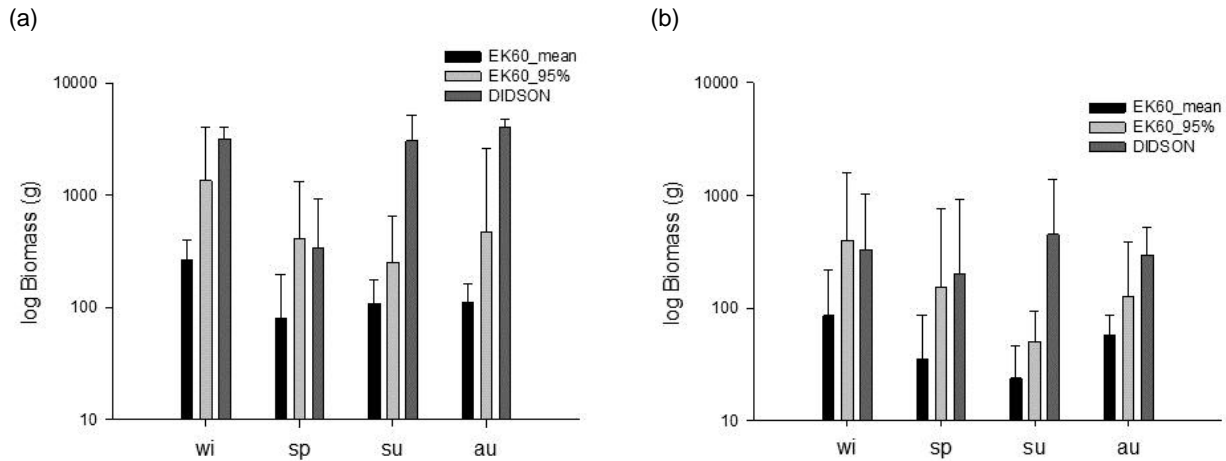 (a)
EK60_mean
EK60_95%
DIDSON
10000
1000
100
10
log Biomass (g)
wi sp su au
(b)
EK60_mean
EK60_95%
DIDSON
10000
1000
100
10
log Biomass (g)
wi sp su au